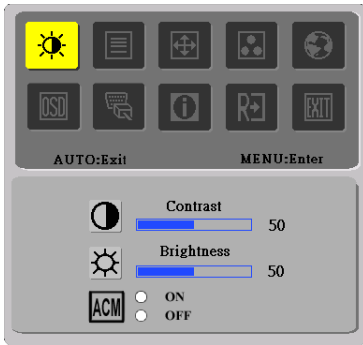 OSD i R EXIT
AUTO:Exit MENU:Enter
Contrast
50
Brightness
50
ACM ON
OFF